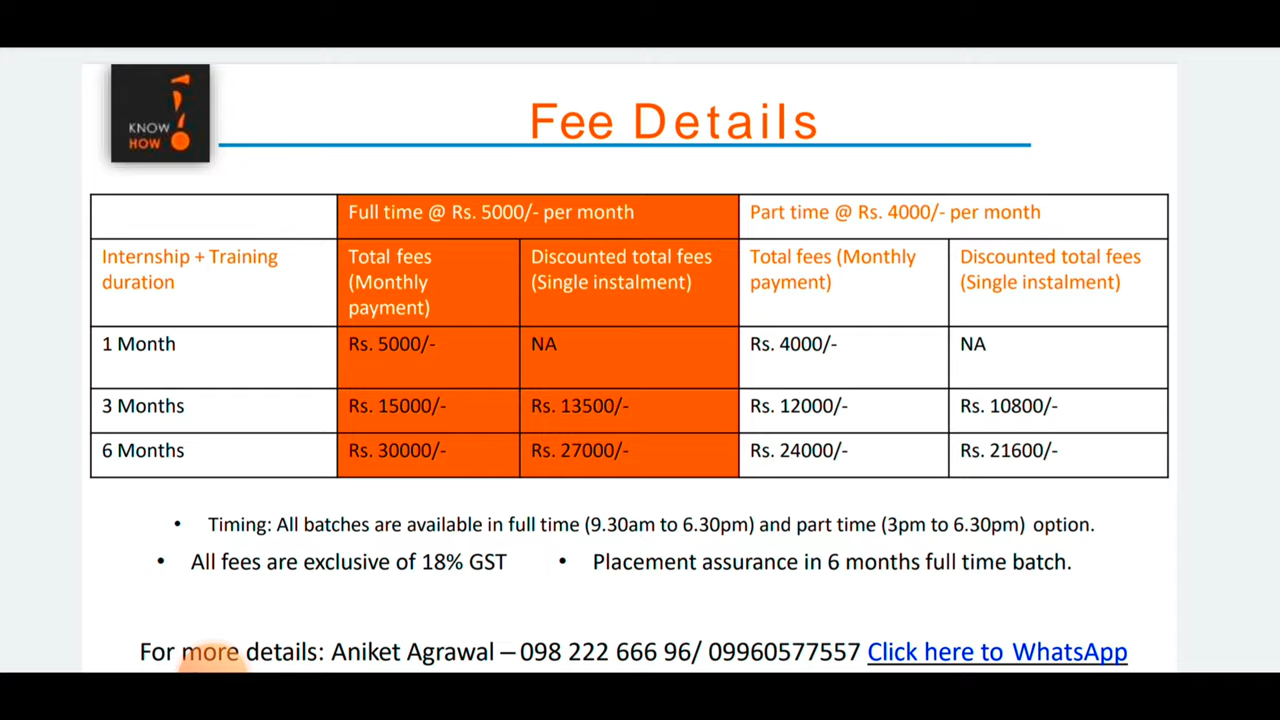 KNOW
HOW
Fee Details
Full time @ Rs. 5000/- per month
Part time @ Rs. 4000/- per month
Internship + Training
duration
Total fees
(Monthly
payment)
Discounted total fees
(Single instalment)
Total fees (Monthly
payment)
Discounted total fees
(Single instalment)
1 Month
Rs. 5000/-
NA
Rs. 4000/-
NA
3 Months
Rs. 15000/-
Rs. 13500/-
Rs. 12000/-
Rs. 10800/-
6 Months
Rs. 30000/-
Rs. 27000/-
Rs. 24000/-
Rs. 21600/-
• Timing: All batches are available in full time (9.30am to 6.30pm) and part time (3pm to 6.30pm) option.
• All fees are exclusive of 18% GST
• Placement assurance in 6 months full time batch.
For more details: Aniket Agrawal – 098 222 666 96/ 09960577557 Click here to WhatsApp